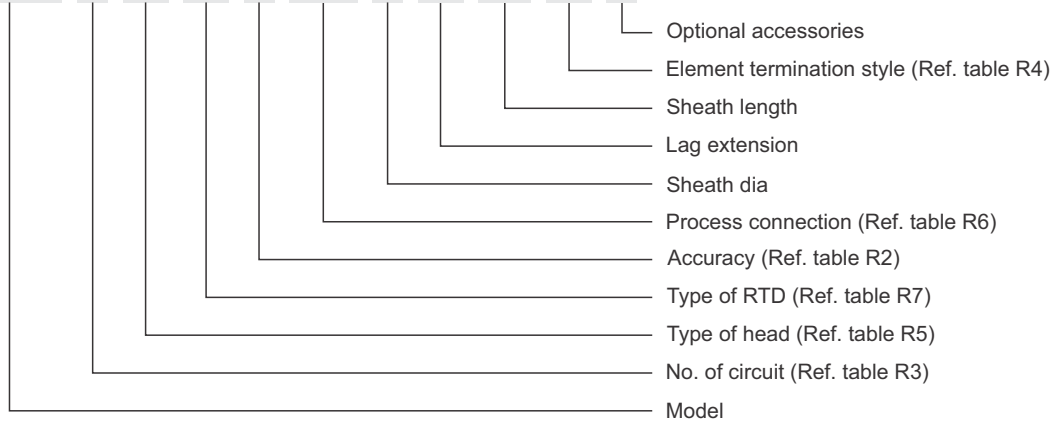 Optional accessories
Element termination style (Ref. table R4)
Sheath length
Lag extension
Sheath dia
Process connection (Ref. table R6)
Accuracy (Ref. table R2)
Type of RTD (Ref. table R7)
Type of head (Ref. table R5)
No. of circuit (Ref. table R3)
Model